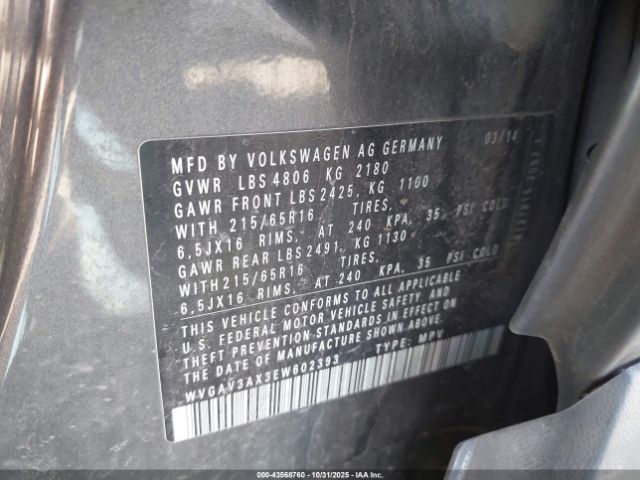 MFD BY VOLKSWAGEN AG GERMANY 03/14
GVWR LBS 4806 KG 2180
GAWR FRONT LBS 2425, KG 1100
WITH 215/65R16 TIRES,
6,5JX16 RIMS, AT 240 KPA, 35 PSI COLD
GAWR REAR LBS 2491, KG 1130
WITH 215/65R16 TIRES,
6,5JX16 RIMS, AT 240 KPA, 35 PSI COLD
THIS VEHICLE CONFORMS TO ALL APPLICABLE
U.S. FEDERAL MOTOR VEHICLE SAFETY AND
THEFT PREVENTION STANDARDS IN EFFECT ON
DATE OF MANUFACTURE SHOWN ABOVE.
WVGAV3AX3EW602393 TYPE: MPV
000-43568760 10/31/2025 IAA Inc.